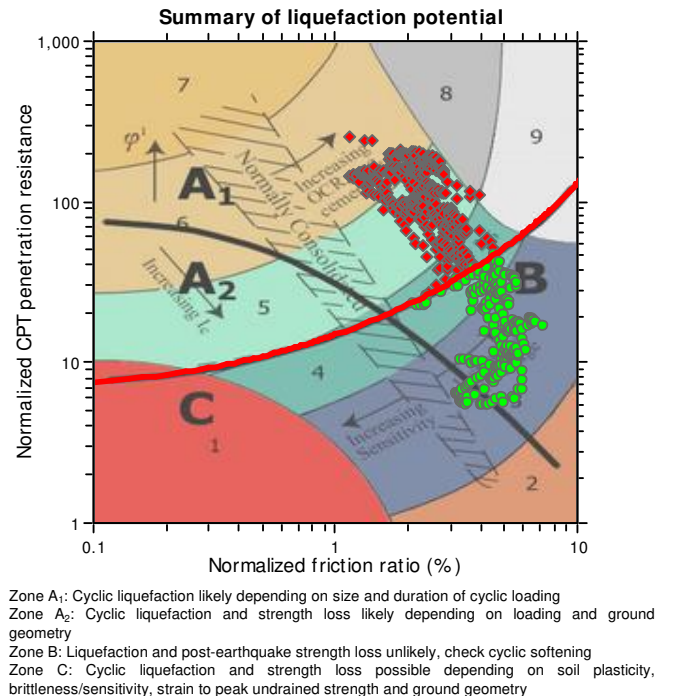 Summary of liquefaction potential
1,000
100
10
1
Normalized CPT penetration resistance
7
8
9
φ'
A1
Normally Consolidated
Increasing
OCR
6
A2
Increasing Ic
5
B
4
C
1
Increasing
Sensitivity
2
0.1
1
10
Normalized friction ratio (%)
Zone A1: Cyclic liquefaction likely depending on size and duration of cyclic loading
Zone A2: Cyclic liquefaction and strength loss likely depending on loading and ground
geometry
Zone B: Liquefaction and post-earthquake strength loss unlikely, check cyclic softening
Zone C: Cyclic liquefaction and strength loss possible depending on soil plasticity,
brittleness/sensitivity, strain to peak undrained strength and ground geometry